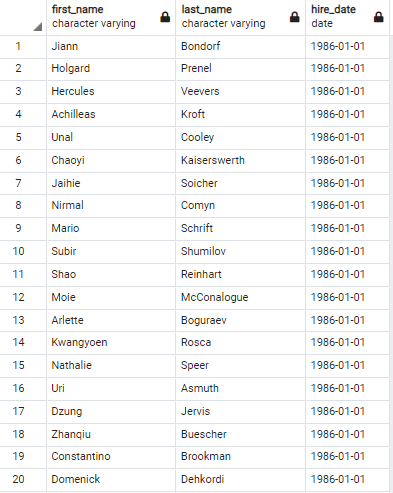 first_name last_name hire_date
character varying character varying date
1 Jiann Bondorf 1986-01-01
2 Holgard Prenel 1986-01-01
3 Hercules Veevers 1986-01-01
4 Achilleas Kroft 1986-01-01
5 Unal Cooley 1986-01-01
6 Chaoyi Kaiserswerth 1986-01-01
7 Jaihie Soicher 1986-01-01
8 Nirmal Comyn 1986-01-01
9 Mario Schrift 1986-01-01
10 Subir Shumilov 1986-01-01
11 Shao Reinhart 1986-01-01
12 Moie McConalogue 1986-01-01
13 Arlette Boguraev 1986-01-01
14 Kwangyoen Rosca 1986-01-01
15 Nathalie Speer 1986-01-01
16 Uri Asmuth 1986-01-01
17 Dzung Jervis 1986-01-01
18 Zhanqiu Buescher 1986-01-01
19 Constantino Brookman 1986-01-01
20 Domenick Dehkordi 1986-01-01